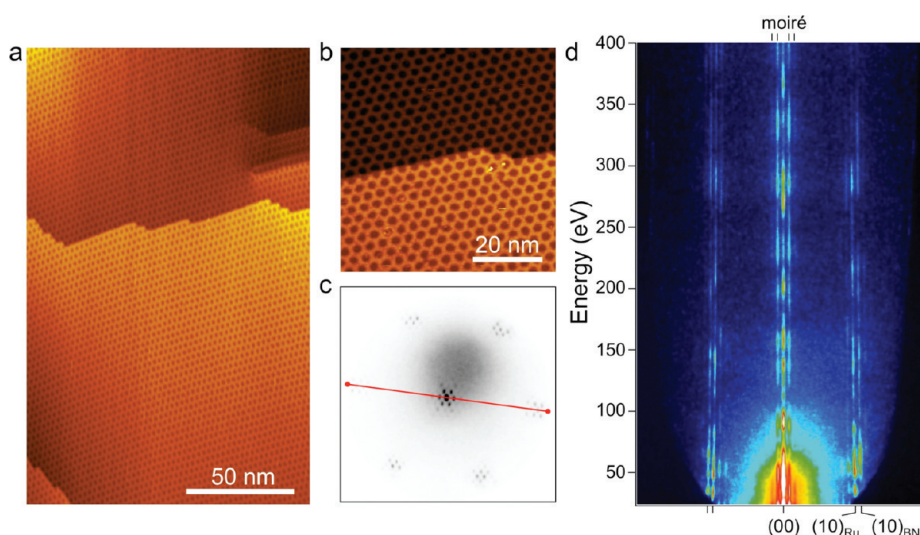 a
50 nm
b
20 nm
c
moiré
d
400
350
300
250
200
150
100
50
Energy (eV)
(00) (10)Ru (10)BN